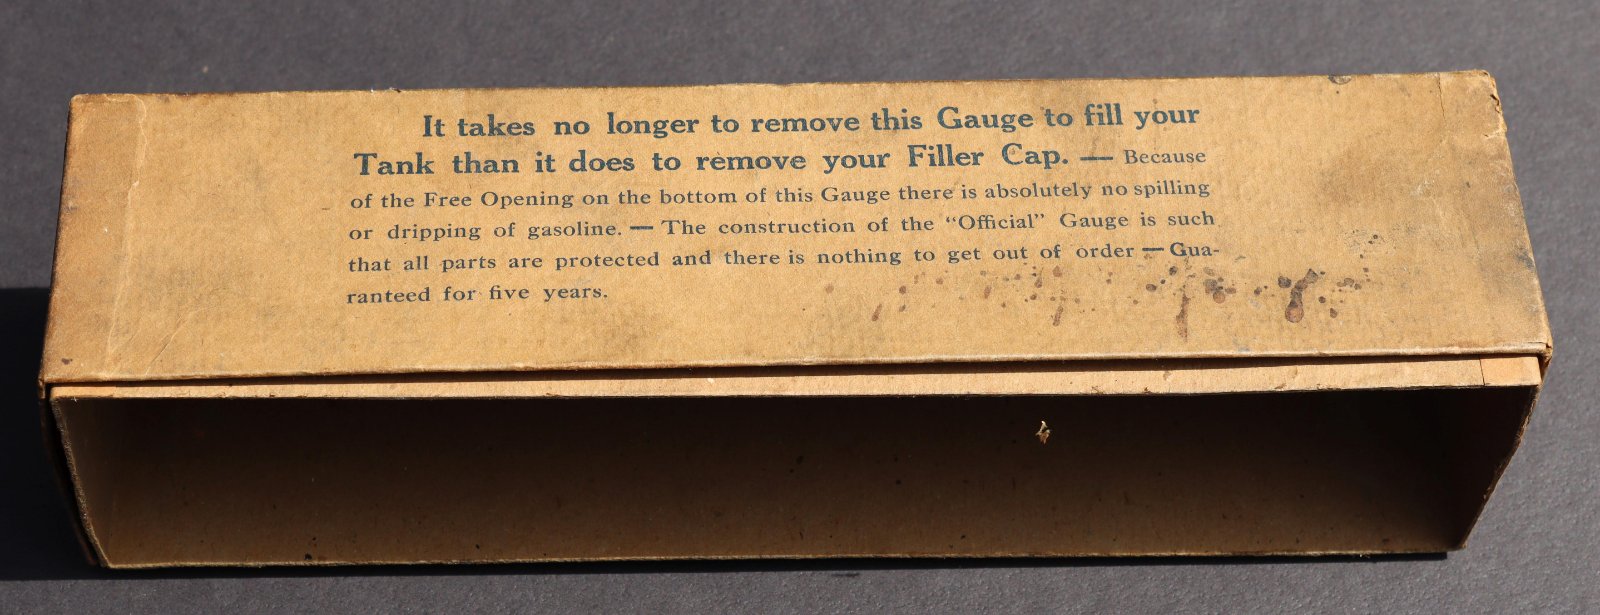 It takes no longer to remove this Gauge to fill your
Tank than it does to remove your Filler Cap. — Because
of the Free Opening on the bottom of this Gauge there is absolutely no spilling
or dripping of gasoline. — The construction of the “Official” Gauge is such
that all parts are protected and there is nothing to get out of order — Gua-
ranteed for five years.